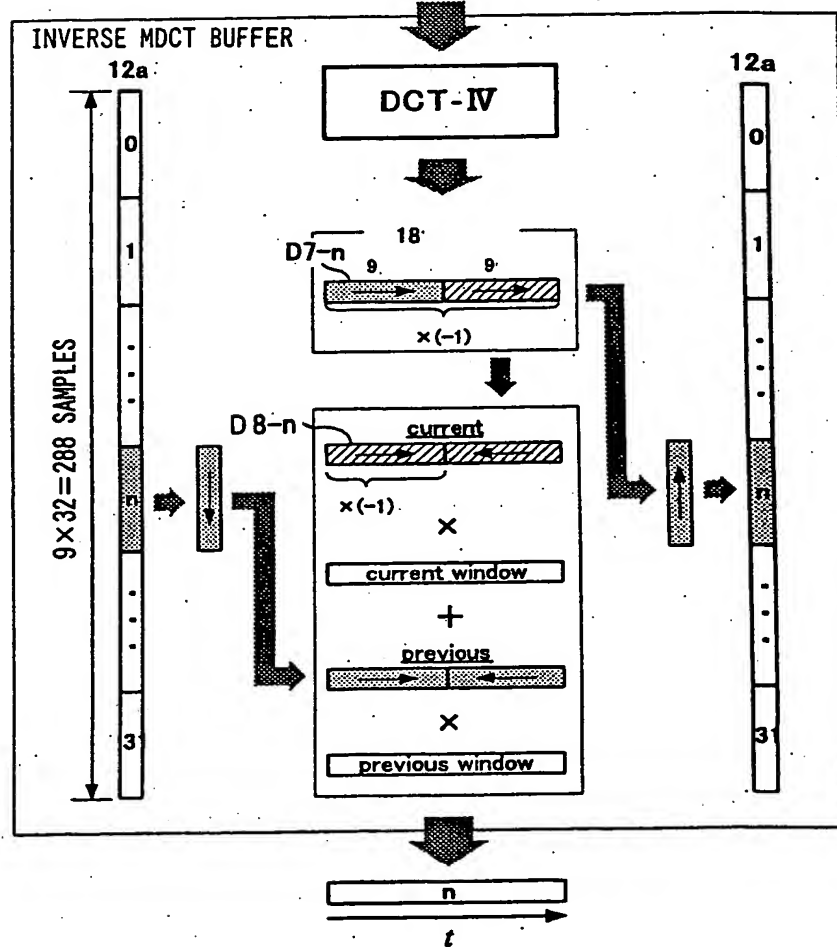 INVERSE MDCT BUFFER
12a
12a
DCT-IV
0
0
1
1
18
D7-n
9
9
×(-1)
D8-n
current
9×32=288 SAMPLES
n
n
×(-1)
×
current window
+
previous
×
31
31
previous window
n
t